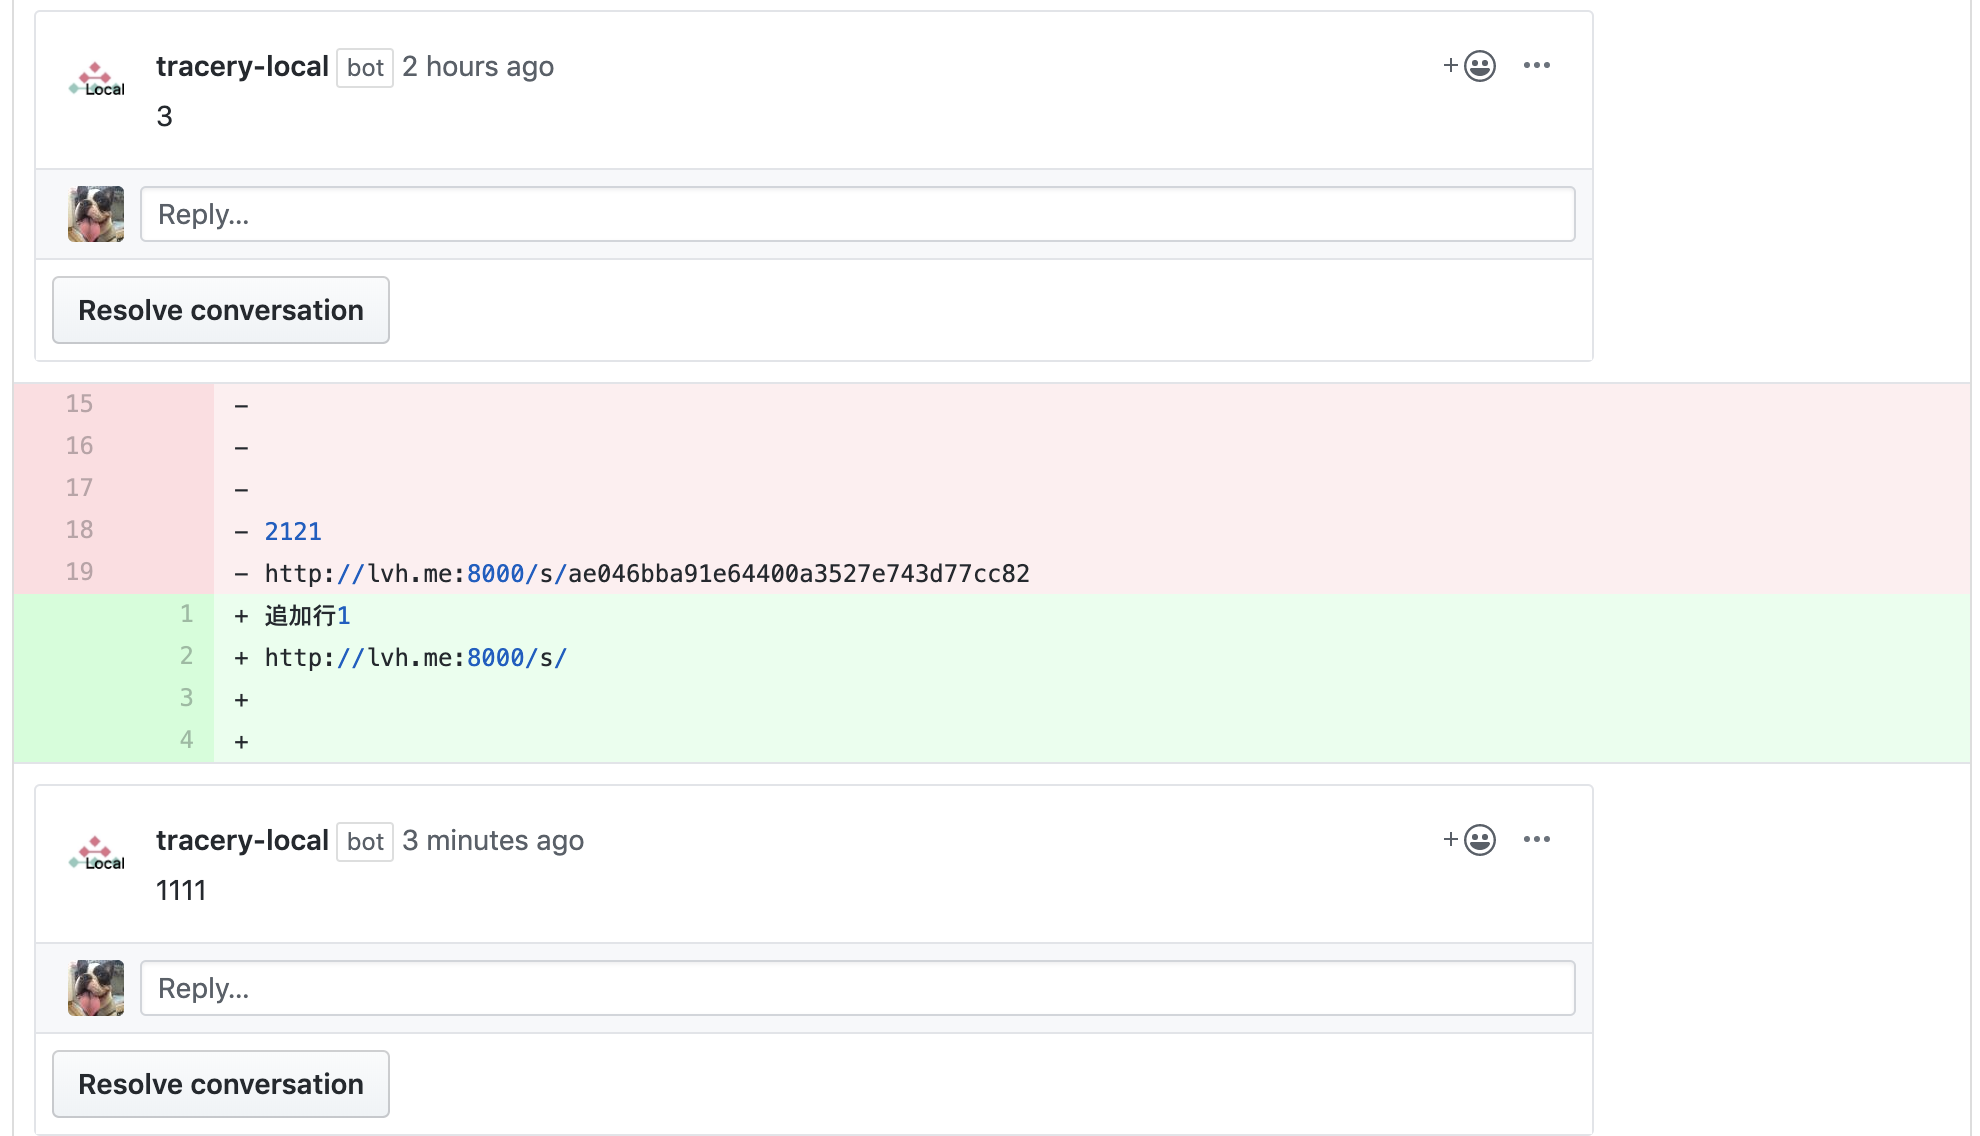 tracery-local bot 2 hours ago
Local
3
Reply...
Resolve conversation
15 −
16 −
17 −
18 − 2121
19 − http://lvh.me:8000/s/ae046bba91e64400a3527e743d77cc82
1 + 追加行1
2 + http://lvh.me:8000/s/
3 +
4 +
tracery-local bot 3 minutes ago
Local
1111
Reply...
Resolve conversation